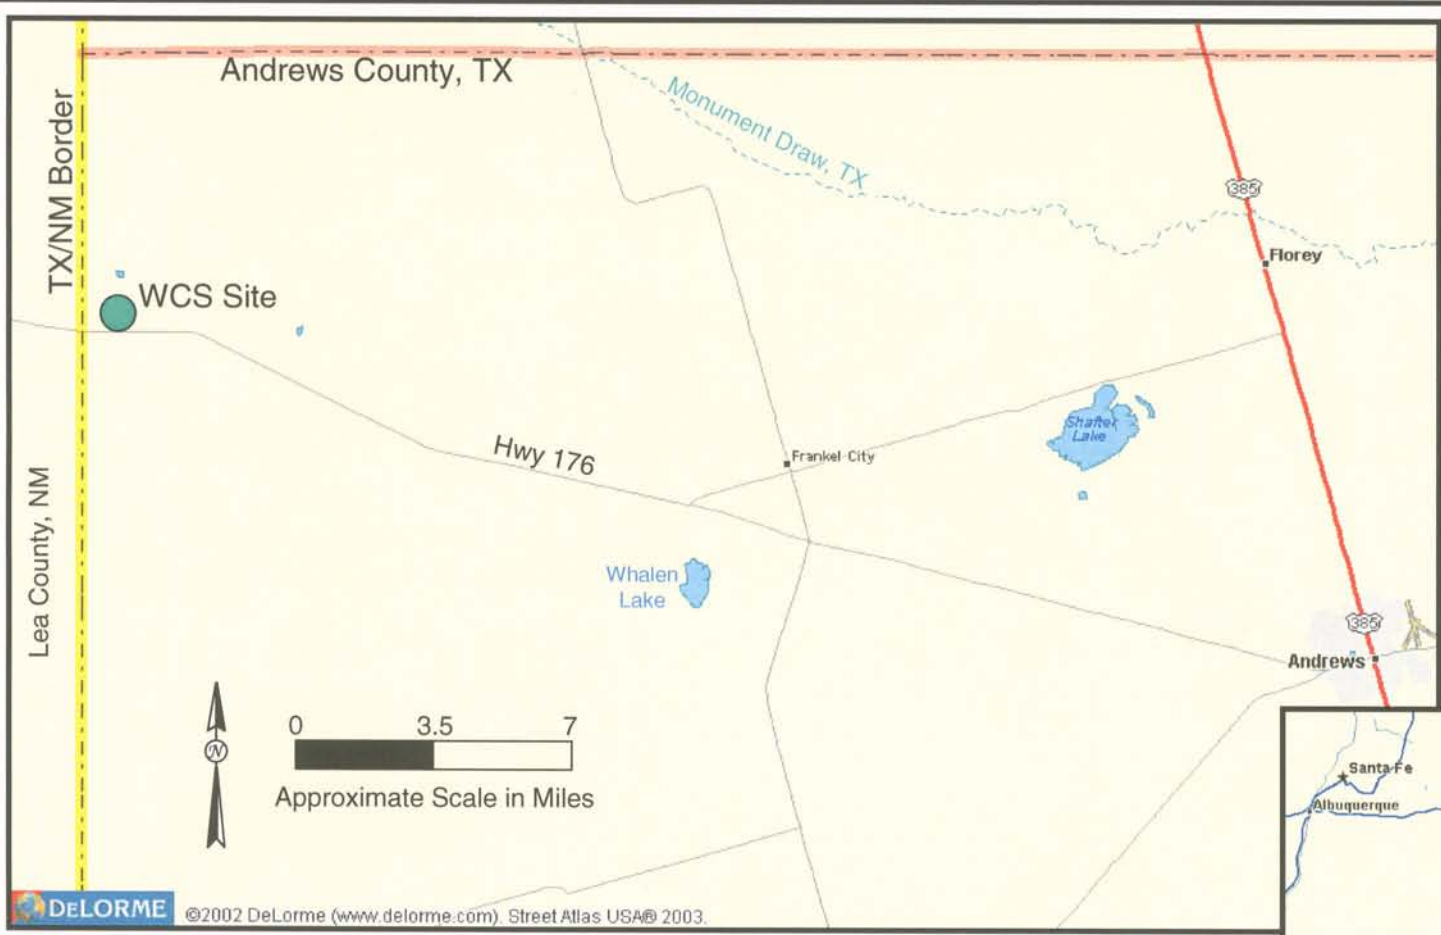 Andrews County, TX
TX/NM Border
Monument Draw, TX
385
Florey
WCS Site
Shafter
Lake
Hwy 176
Frankel City
Lea County, NM
Whalen
Lake
385
Andrews
0 3.5 7
N
Approximate Scale in Miles
Santa Fe
Albuquerque
DELORME
©2002 DeLorme (www.delorme.com). Street Atlas USA® 2003.